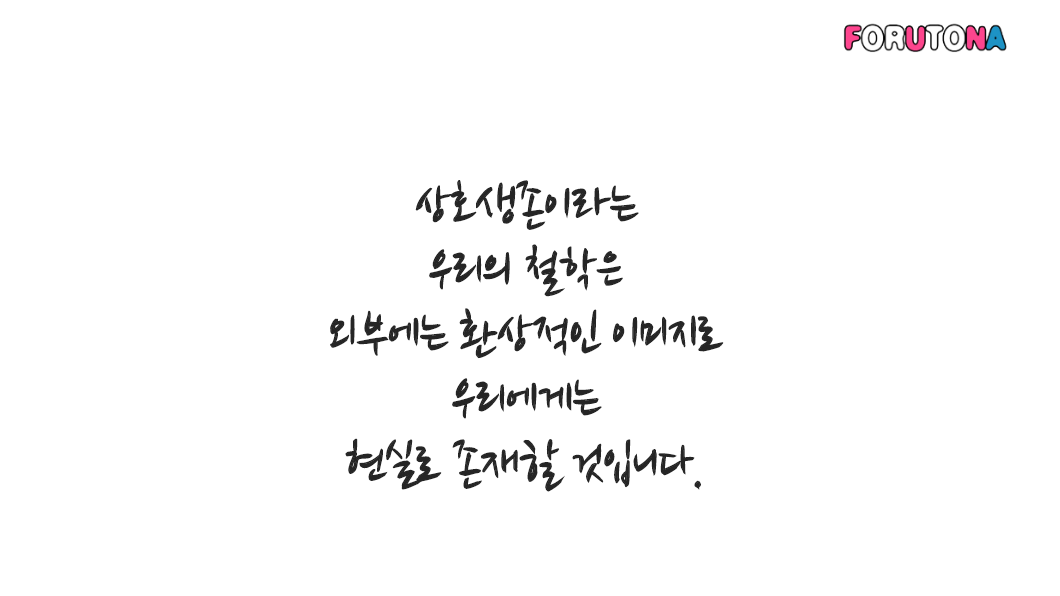 FORUTONA
상호생존이라는
우리의 철학은
외부에는 환상적인 이미지로
우리에게는
현실로 존재할 것입니다.